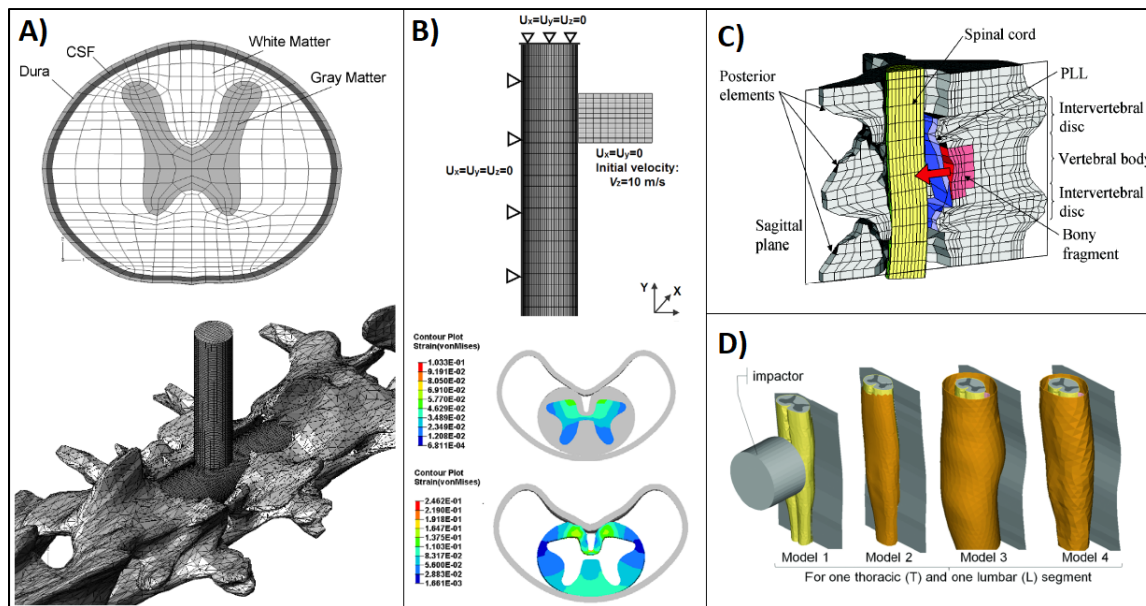 A)
CSF
Dura
White Matter
Gray Matter
B)
Ux=Uy=Uz=0
Ux=Uy=Uz=0
Ux=Uy=0
Initial velocity:
Vz=10 m/s
Y
X
Z
Contour Plot
Strain(vonMises)
1.033E-01
9.191E-02
8.050E-02
6.910E-02
5.770E-02
4.629E-02
3.489E-02
2.349E-02
1.208E-02
6.811E-04
Contour Plot
Strain(vonMises)
2.462E-01
2.190E-01
1.918E-01
1.647E-01
1.375E-01
1.103E-01
8.317E-02
5.600E-02
2.883E-02
1.661E-03
C)
Spinal cord
Posterior
elements
PLL
Intervertebral
disc
Vertebral body
Intervertebral
disc
Sagittal
plane
Bony
fragment
D)
impactor
Model 1
Model 2
Model 3
Model 4
For one thoracic (T) and one lumbar (L) segment